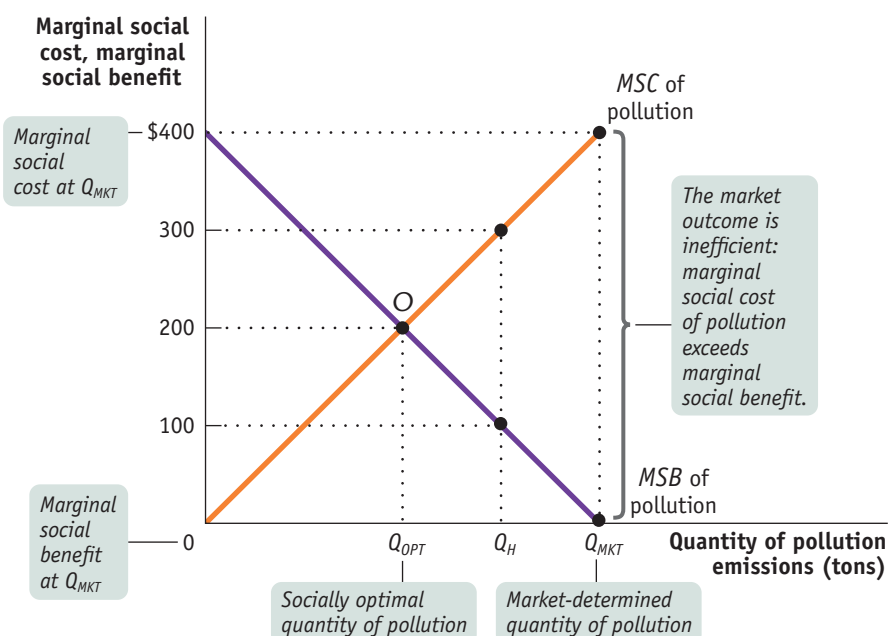 Marginal social
cost, marginal
social benefit
MSC of
pollution
Marginal
social
cost at QMKT
$400
The market
outcome is
inefficient:
marginal
social cost
of pollution
exceeds
marginal
social benefit.
300
O
200
100
MSB of
pollution
Marginal
social
benefit
at QMKT
0
QOPT
QH
QMKT
Quantity of pollution
emissions (tons)
Socially optimal
quantity of pollution
Market-determined
quantity of pollution